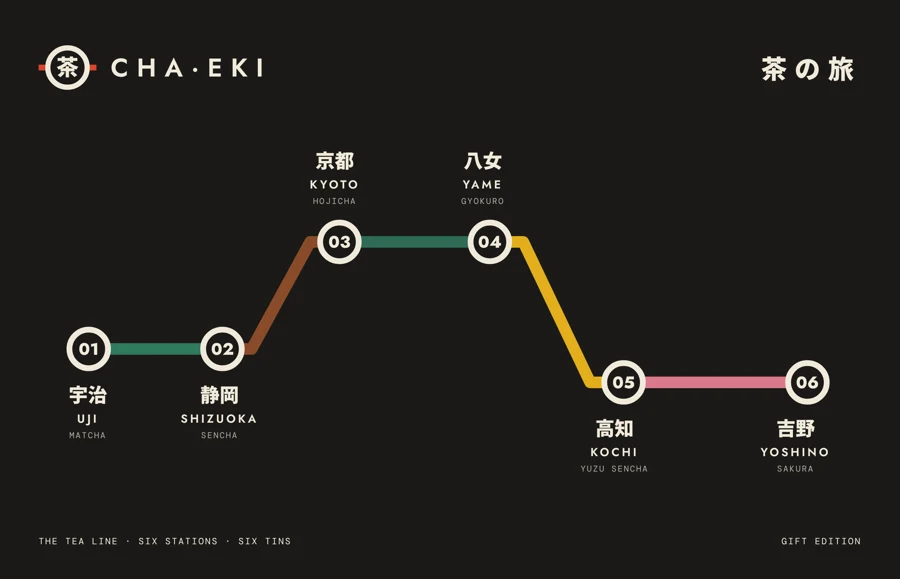 茶 CHA·EKI
茶の旅
京都
KYOTO
HOJICHA
八女
YAME
GYOKURO
03
04
01
02
宇治
UJI
MATCHA
静岡
SHIZUOKA
SENCHA
05
06
高知
KOCHI
YUZU SENCHA
吉野
YOSHINO
SAKURA
THE TEA LINE · SIX STATIONS · SIX TINS
GIFT EDITION